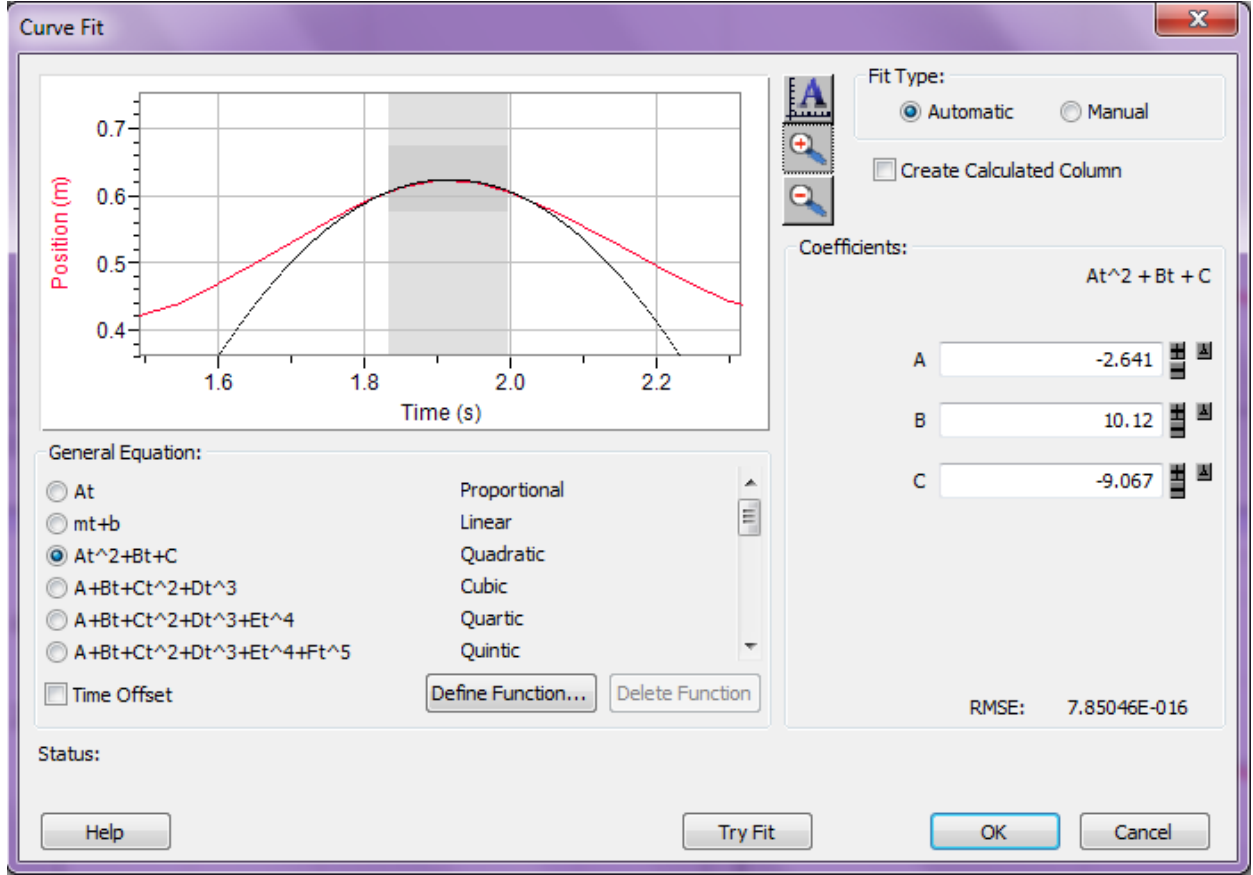 Curve Fit
Position (m)
0.7
0.6
0.5
0.4
1.6 1.8 2.0 2.2
Time (s)
A
Fit Type:
Automatic Manual
Create Calculated Column
Coefficients:
At^2 + Bt + C
A -2.641
B 10.12
C -9.067
RMSE: 7.85046E-016
General Equation:
At Proportional
mt+b Linear
At^2+Bt+C Quadratic
A+Bt+Ct^2+Dt^3 Cubic
A+Bt+Ct^2+Dt^3+Et^4 Quartic
A+Bt+Ct^2+Dt^3+Et^4+Ft^5 Quintic
Time Offset Define Function... Delete Function
Status:
Help Try Fit OK Cancel